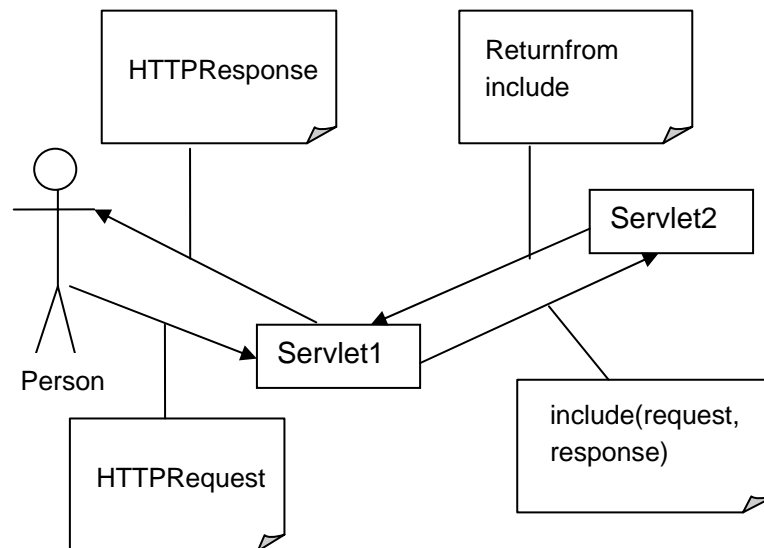 HTTPResponse
Returnfrom
include
Servlet2
Servlet1
Person
include(request,
response)
HTTPRequest